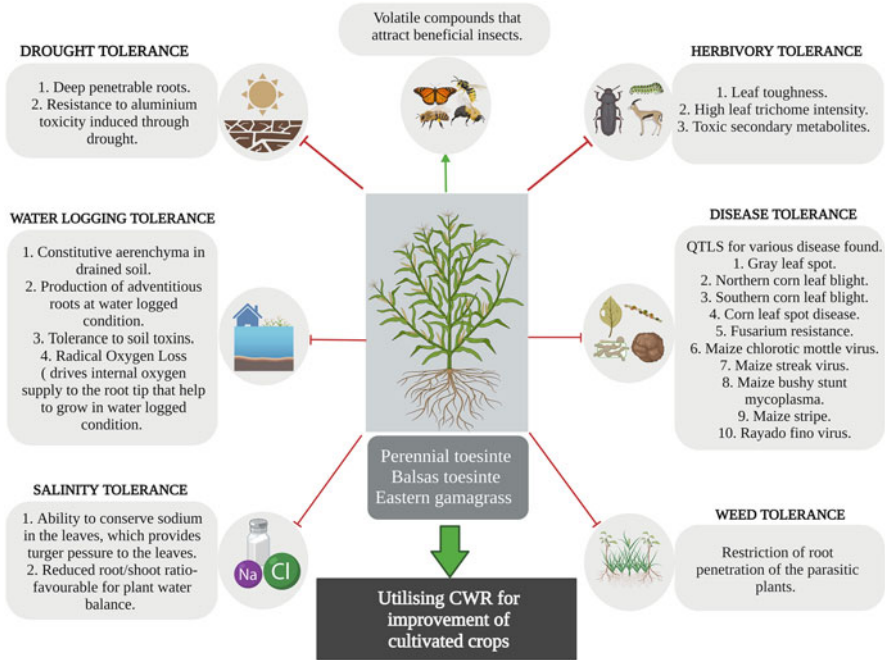 Volatile compounds that
attract beneficial insects.
DROUGHT TOLERANCE
1. Deep penetrable roots.
2. Resistance to aluminium
toxicity induced through
drought.
HERBIVORY TOLERANCE
1. Leaf toughness.
2. High leaf trichome intensity.
3. Toxic secondary metabolites.
WATER LOGGING TOLERANCE
1. Constitutive aerenchyma in
drained soil.
2. Production of adventitious
roots at water logged
condition.
3. Tolerance to soil toxins.
4. Radical Oxygen Loss
( drives internal oxygen
supply to the root tip that help
to grow in water logged
condition.
DISEASE TOLERANCE
QTLS for various disease found.
1. Gray leaf spot.
2. Northern corn leaf blight.
3. Southern corn leaf blight.
4. Corn leaf spot disease.
5. Fusarium resistance.
6. Maize chlorotic mottle virus.
7. Maize streak virus.
8. Maize bushy stunt
mycoplasma.
9. Maize stripe.
10. Rayado fino virus.
Perennial toesinte
Balsas toesinte
Eastern gamagrass
SALINITY TOLERANCE
1. Ability to conserve sodium
in the leaves, which provides
turger pessure to the leaves.
2. Reduced root/shoot ratio-
favourable for plant water
balance.
Na
Cl
WEED TOLERANCE
Restriction of root
penetration of the parasitic
plants.
Utilising CWR for
improvement of
cultivated crops